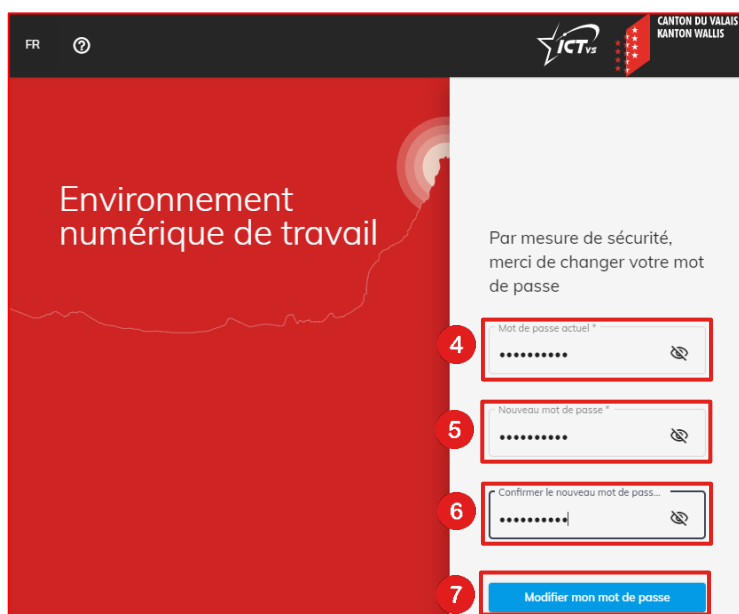 FR
ICTVS
CANTON DU VALAIS
KANTON WALLIS
Environnement
numérique de travail
Par mesure de sécurité,
merci de changer votre mot
de passe
4
Mot de passe actuel *
••••••••••
5
Nouveau mot de passe *
••••••••••
6
Confirmer le nouveau mot de pass...
••••••••••
7
Modifier mon mot de passe